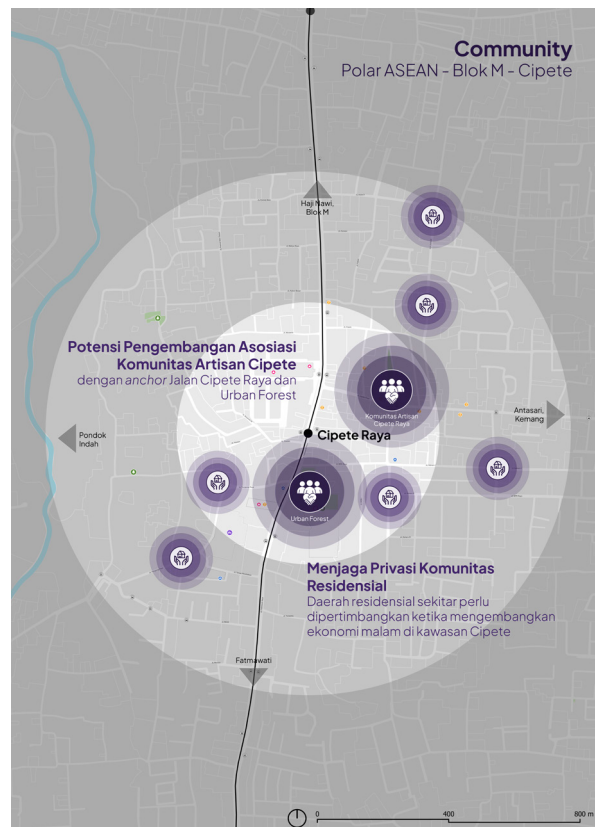 Community
Polar ASEAN - Blok M - Cipete
Haji Nawi,
Blok M
Potensi Pengembangan Asosiasi
Komunitas Artisan Cipete
dengan anchor Jalan Cipete Raya dan
Urban Forest
Komunitas Artisan
Cipete Raya
Antasari,
Kemang
Pondok
Indah
Cipete Raya
Urban Forest
Menjaga Privasi Komunitas
Residensial
Daerah residensial sekitar perlu
dipertimbangkan ketika mengembangkan
ekonomi malam di kawasan Cipete
Fatmawati
0
400
800 m